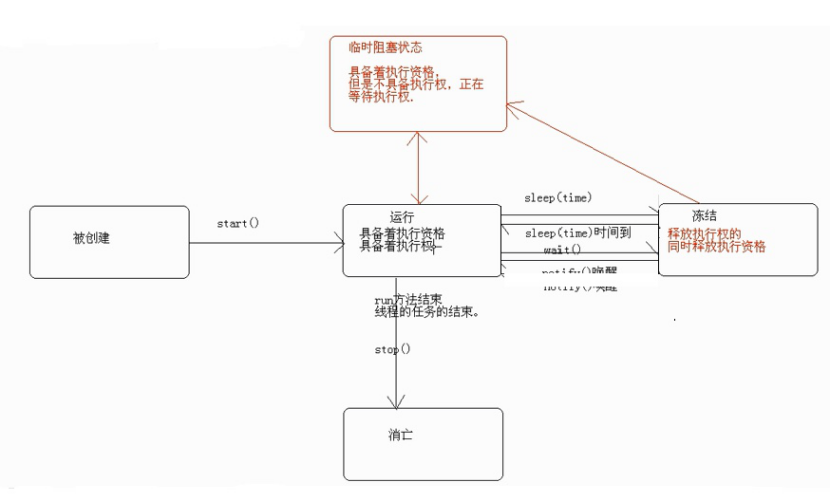 临时阻塞状态
具备着执行资格,
但是不具备执行权，正在
等待执行权.
sleep(time)
被创建
start()
运行
具备着执行资格
具备着执行权
冻结
释放执行权的
同时释放执行资格
sleep(time)时间到
wait()
notify()唤醒
notify()唤醒
run方法结束
线程的任务的结束。
stop()
消亡